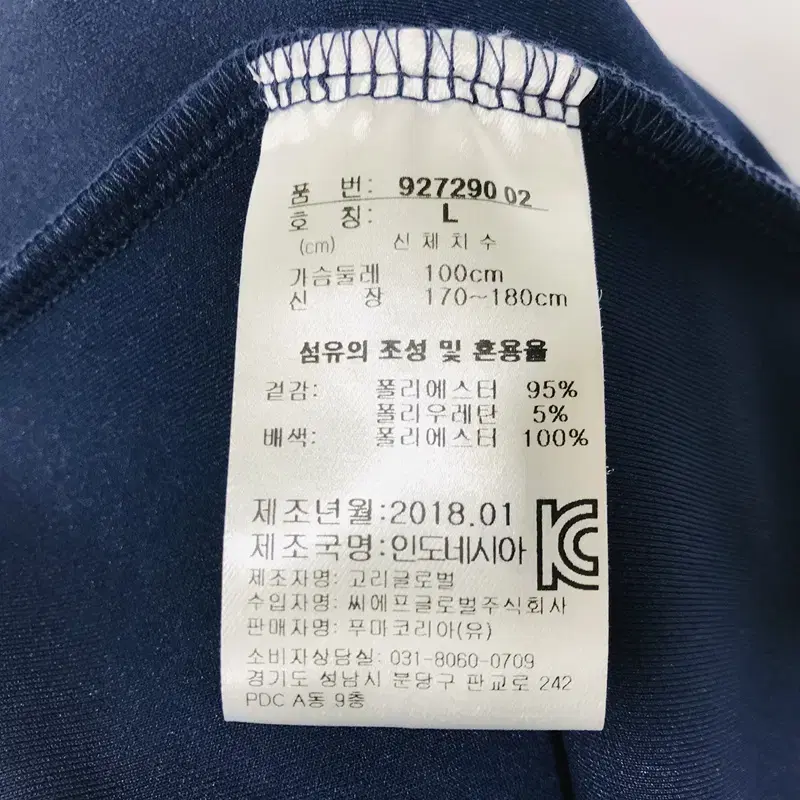 품 번: 927290 02
호 칭: L
(cm) 신체치수
가슴둘레 100cm
신 장 170~180cm
섬유의 조성 및 혼용율
겉감: 폴리에스터 95%
폴리우레탄 5%
배색: 폴리에스터 100%
제조년월:2018.01
제조국명:인도네시아
KC
제조자명: 고리글로벌
수입자명: 씨에프글로벌주식회사
판매자명: 푸마코리아(유)
소비자상담실: 031-8060-0709
경기도 성남시 분당구 판교로 242
PDC A동 9층